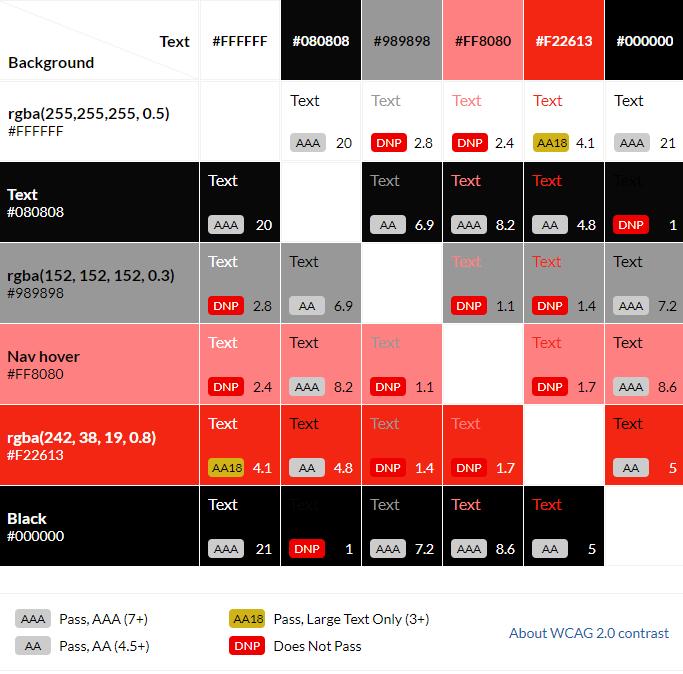 Text #FFFFFF #080808 #989898 #FF8080 #F22613 #000000
Background
rgba(255,255,255, 0.5)
#FFFFFF
Text Text Text Text Text
AAA 20 DNP 2.8 DNP 2.4 AA18 4.1 AAA 21
Text
#080808
Text Text Text Text Text
AAA 20 AA 6.9 AAA 8.2 AA 4.8 DNP 1
rgba(152, 152, 152, 0.3)
#989898
Text Text Text Text Text
DNP 2.8 AA 6.9 DNP 1.1 DNP 1.4 AAA 7.2
Nav hover
#FF8080
Text Text Text Text Text
DNP 2.4 AAA 8.2 DNP 1.1 DNP 1.7 AAA 8.6
rgba(242, 38, 19, 0.8)
#F22613
Text Text Text Text Text
AA18 4.1 AA 4.8 DNP 1.4 DNP 1.7 AA 5
Black
#000000
Text Text Text Text Text
AAA 21 DNP 1 AAA 7.2 AAA 8.6 AA 5
AAA Pass, AAA (7+)
AA18 Pass, Large Text Only (3+)
AA Pass, AA (4.5+)
DNP Does Not Pass
About WCAG 2.0 contrast